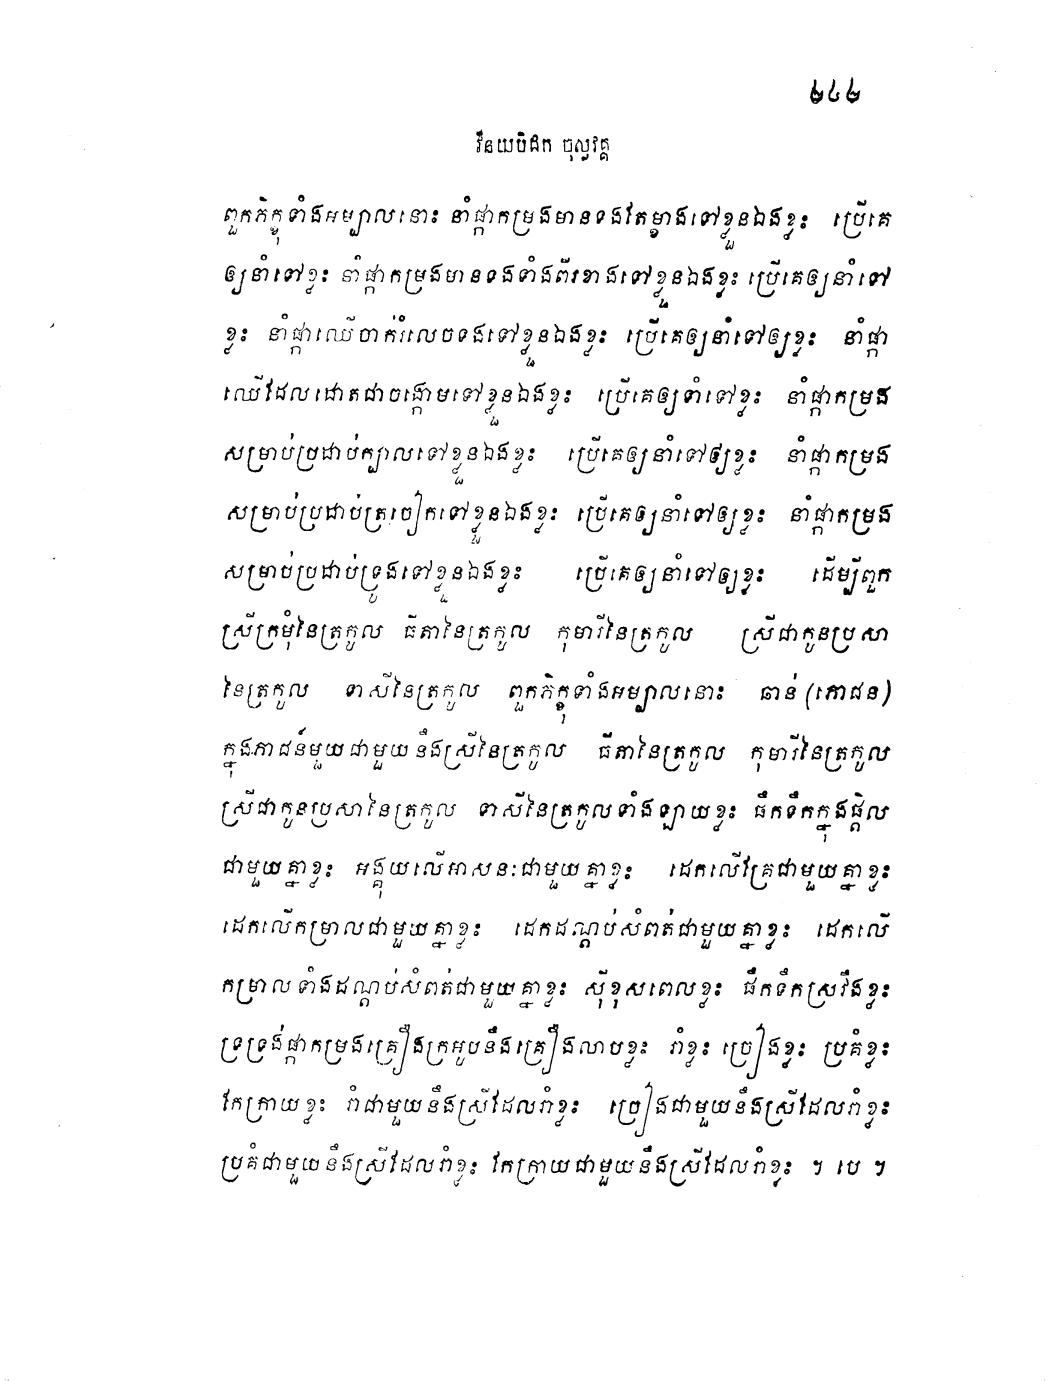 ២៤២
វិនយបិដក ចុល្លវគ្គ
ពួកភិក្ខុទាំងអម្បាលនោះ នាំផ្កាកម្រងមានទងតែម្ខាងទៅខ្លួនឯងខ្លះ ប្រើគេ
ឲ្យនាំទៅខ្លះ នាំផ្កាកម្រងមានទងទាំងពីរខាងទៅខ្លួនឯងខ្លះ ប្រើគេឲ្យនាំទៅ
ខ្លះ នាំផ្កាឈើចាក់រំលេចទងទៅខ្លួនឯងខ្លះ ប្រើគេឲ្យនាំទៅឲ្យខ្លះ នាំផ្កា
ឈើដែលដោតជាចង្កោមទៅខ្លួនឯងខ្លះ ប្រើគេឲ្យទាំទៅខ្លះ នាំផ្កាកម្រង
សម្រាប់ប្រដាប់ក្បាលទៅខ្លួនឯងខ្លះ ប្រើគេឲ្យនាំទៅឲ្យខ្លះ នាំផ្កាកម្រង
សម្រាប់ប្រដាប់ត្រចៀកទៅខ្លួនឯងខ្លះ ប្រើគេឲ្យនាំទៅឲ្យខ្លះ នាំផ្កាកម្រង
សម្រាប់ប្រដាប់ទ្រូងទៅខ្លួនឯងខ្លះ ប្រើគេឲ្យនាំទៅឲ្យខ្លះ ដើម្បីពួក
ស្រីក្រមុំនៃត្រកូល ធីតានៃត្រកូល កុមារីនៃត្រកូល ស្រីជាកូនប្រសា
នៃត្រកូល ទាសីនៃត្រកូល ពួកភិក្ខុទាំងអម្បាលនោះ ឆាន់ (ភោជន)
ក្នុងភាជន៍មួយជាមួយនឹងស្រីនៃត្រកូល ធីតានៃត្រកូល កុមារីនៃត្រកូល
ស្រីជាកូនប្រសានៃត្រកូល ទាសីនៃត្រកូលទាំងឡាយខ្លះ ផឹកទឹកក្នុងផ្តិល
ជាមួយគ្នាខ្លះ អង្គុយលើអាសនៈជាមួយគ្នាខ្លះ ដេកលើគ្រែជាមួយគ្នាខ្លះ
ដេកលើកម្រាលជាមួយគ្នាខ្លះ ដេកដណ្តប់សំពត់ជាមួយគ្នាខ្លះ ដេកលើ
កម្រាលទាំងដណ្តប់សំពត់ជាមួយគ្នាខ្លះ ស៊ីខុសពេលខ្លះ ផឹកទឹកស្រវឹងខ្លះ
ទ្រទ្រង់ផ្កាកម្រងគ្រឿងក្រអូបនឹងគ្រឿងលាបខ្លះ រាំខ្លះ ច្រៀងខ្លះ ប្រគំខ្លះ
កែក្រាយខ្លះ រាំជាមួយនឹងស្រីដែលរាំខ្លះ ច្រៀងជាមួយនឹងស្រីដែលរាំខ្លះ
ប្រគំជាមួយនឹងស្រីដែលរាំខ្លះ កែក្រាយជាមួយនឹងស្រីដែលរាំខ្លះ ។ បេ ។